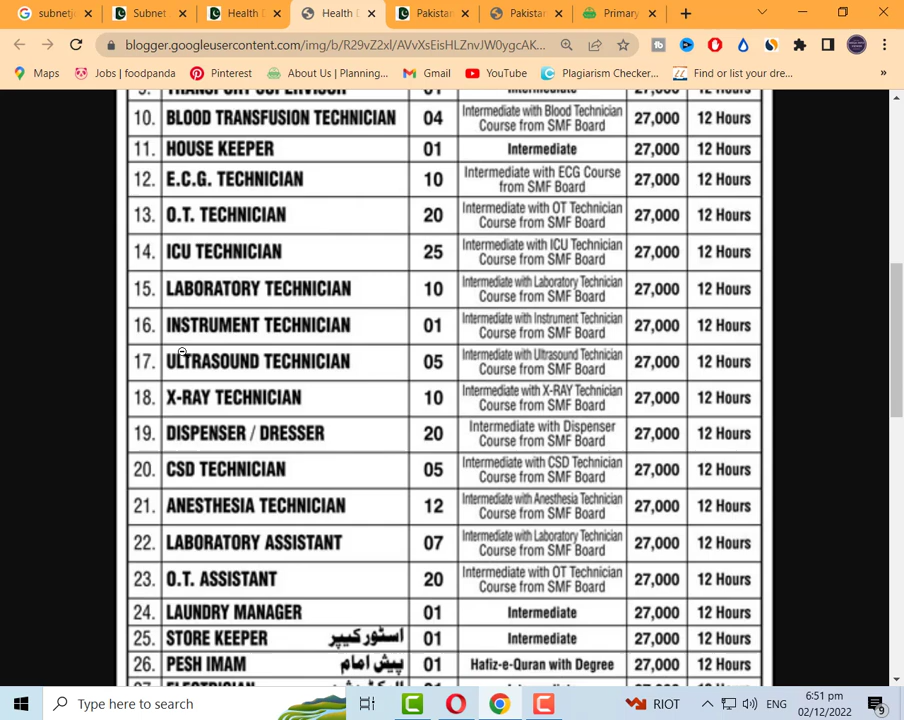 subnetje
Subnet
Health D
Health D
Pakistan
Pakistan
Primary
blogger.googleusercontent.com/img/b/R29vZ2xl/AVvXsEisHLZnvJW0ygcAK...
Maps
Jobs | foodpanda
Pinterest
About Us | Planning...
Gmail
YouTube
Plagiarism Checker...
Find or list your dre...
9. TRANSPORT SUPERVISOR 01 Intermediate 27,000 12 Hours
10. BLOOD TRANSFUSION TECHNICIAN 04 Intermediate with Blood Technician Course from SMF Board 27,000 12 Hours
11. HOUSE KEEPER 01 Intermediate 27,000 12 Hours
12. E.C.G. TECHNICIAN 10 Intermediate with ECG Course from SMF Board 27,000 12 Hours
13. O.T. TECHNICIAN 20 Intermediate with OT Technician Course from SMF Board 27,000 12 Hours
14. ICU TECHNICIAN 25 Intermediate with ICU Technician Course from SMF Board 27,000 12 Hours
15. LABORATORY TECHNICIAN 10 Intermediate with Laboratory Technician Course from SMF Board 27,000 12 Hours
16. INSTRUMENT TECHNICIAN 01 Intermediate with Instrument Technician Course from SMF Board 27,000 12 Hours
17. ULTRASOUND TECHNICIAN 05 Intermediate with Ultrasound Technician Course from SMF Board 27,000 12 Hours
18. X-RAY TECHNICIAN 10 Intermediate with X-RAY Technician Course from SMF Board 27,000 12 Hours
19. DISPENSER / DRESSER 20 Intermediate with Dispenser Course from SMF Board 27,000 12 Hours
20. CSD TECHNICIAN 05 Intermediate with CSD Technician Course from SMF Board 27,000 12 Hours
21. ANESTHESIA TECHNICIAN 12 Intermediate with Anesthesia Technician Course from SMF Board 27,000 12 Hours
22. LABORATORY ASSISTANT 07 Intermediate with Laboratory Technician Course from SMF Board 27,000 12 Hours
23. O.T. ASSISTANT 20 Intermediate with OT Technician Course from SMF Board 27,000 12 Hours
24. LAUNDRY MANAGER 01 Intermediate 27,000 12 Hours
25. STORE KEEPER اسٹور کیپر 01 Intermediate 27,000 12 Hours
26. PESH IMAM پیش امام 01 Hafiz-e-Quran with Degree 27,000 12 Hours
Type here to search
RIOT
ENG
6:51 pm
02/12/2022
9